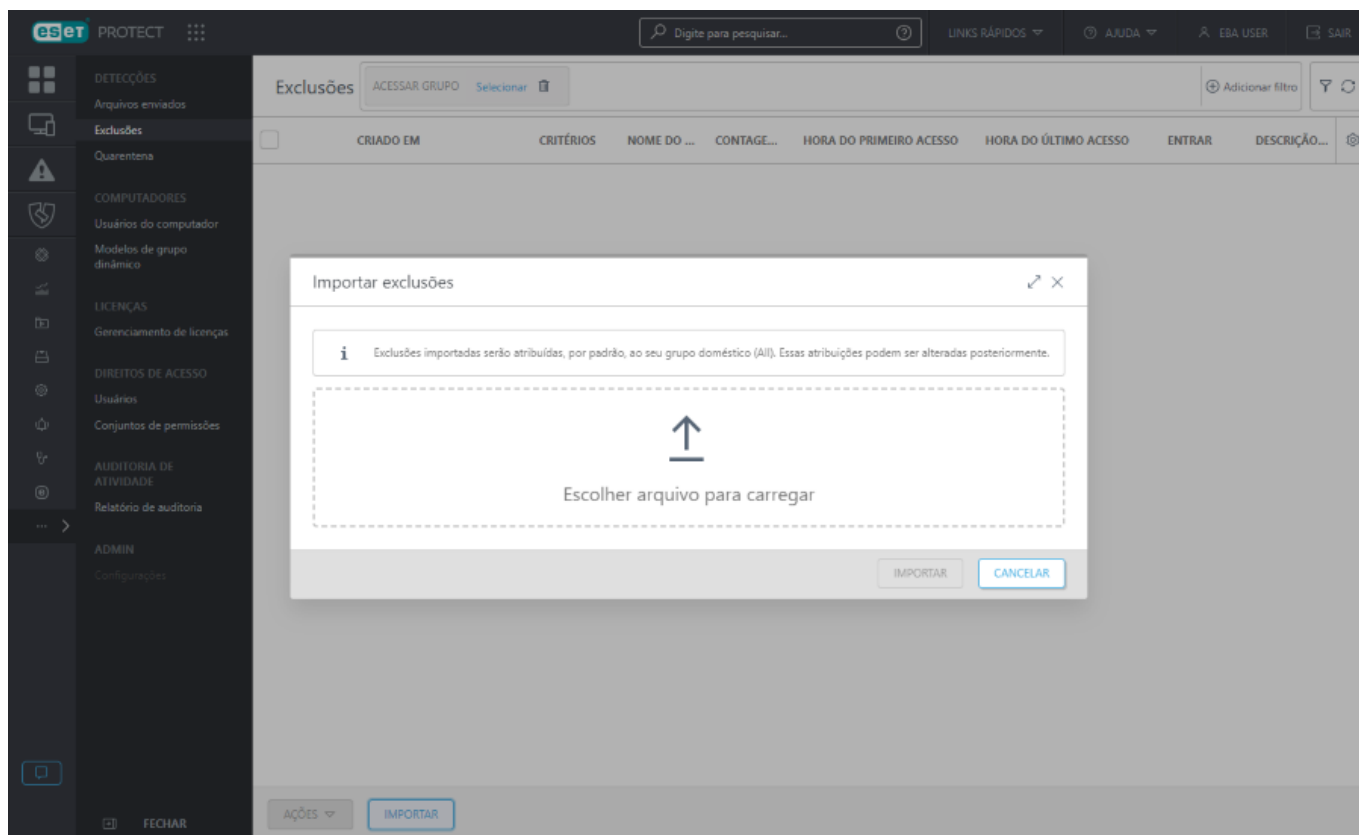 eset PROTECT
Digite para pesquisar...
LINKS RÁPIDOS
AJUDA
EBA USER
SAIR
DETECÇÕES
Arquivos enviados
Exclusões
Quarentena
COMPUTADORES
Usuários do computador
Modelos de grupo
dinâmico
LICENÇAS
Gerenciamento de licenças
DIREITOS DE ACESSO
Usuários
Conjuntos de permissões
AUDITORIA DE
ATIVIDADE
Relatório de auditoria
ADMIN
Configurações
FECHAR
Exclusões
ACESSAR GRUPO Selecionar
Adicionar filtro
CRIADO EM CRITÉRIOS NOME DO ... CONTAGE... HORA DO PRIMEIRO ACESSO HORA DO ÚLTIMO ACESSO ENTRAR DESCRIÇÃO...
Importar exclusões
Exclusões importadas serão atribuídas, por padrão, ao seu grupo doméstico (All). Essas atribuições podem ser alteradas posteriormente.
Escolher arquivo para carregar
IMPORTAR
CANCELAR
AÇÕES
IMPORTAR